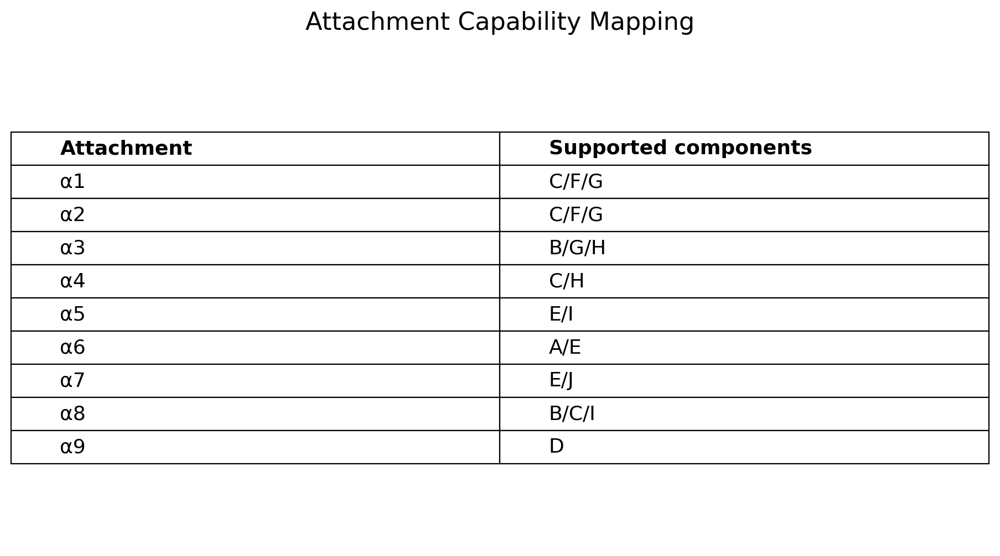 Attachment Capability Mapping
Attachment Supported components
α1 C/F/G
α2 C/F/G
α3 B/G/H
α4 C/H
α5 E/I
α6 A/E
α7 E/J
α8 B/C/I
α9 D